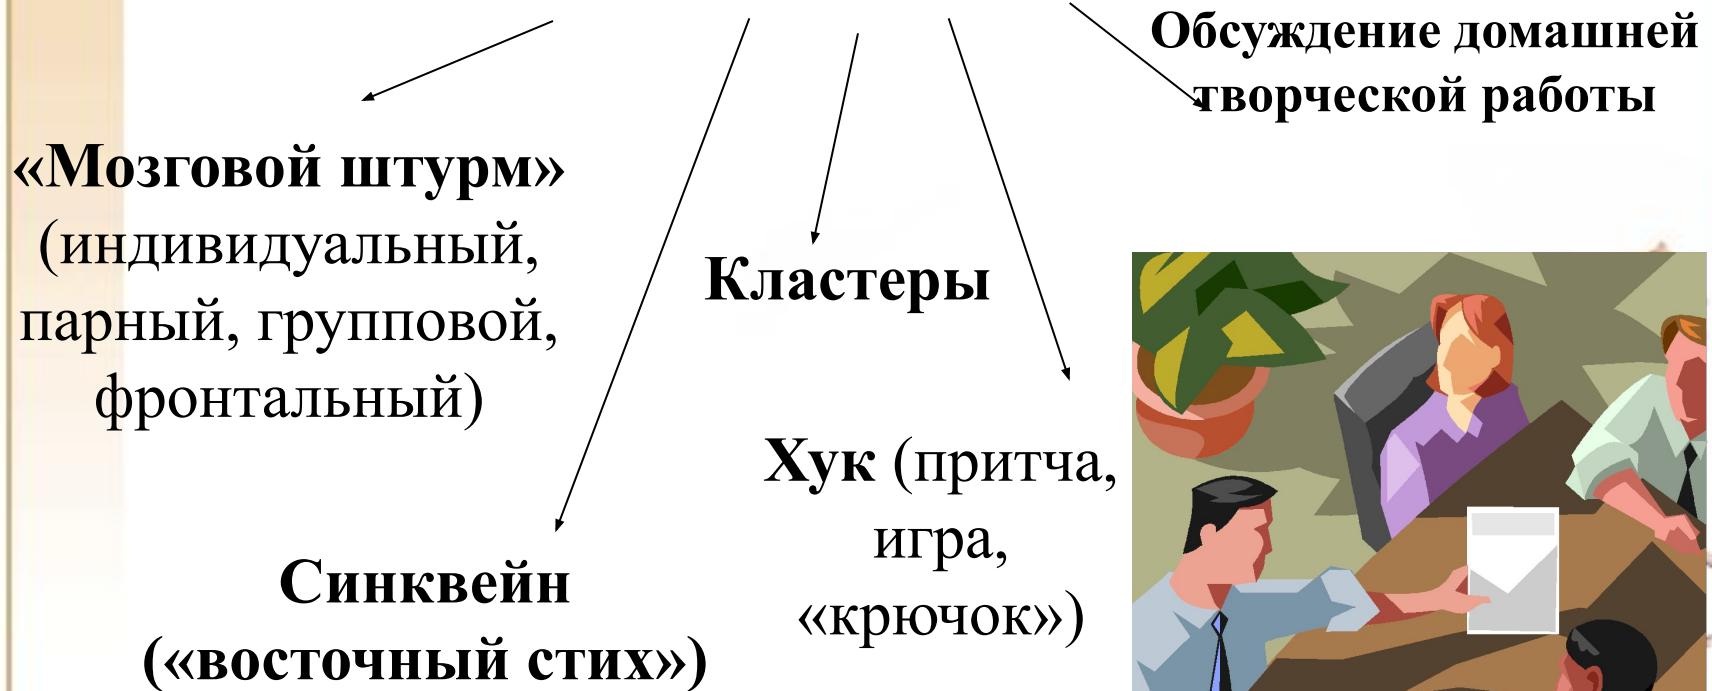 Обсуждение домашней
творческой работы
«Мозговой штурм»
(индивидуальный,
парный, групповой,
фронтальный)
Кластеры
Хук (притча,
игра,
«крючок»)
Синквейн
(«восточный стих»)